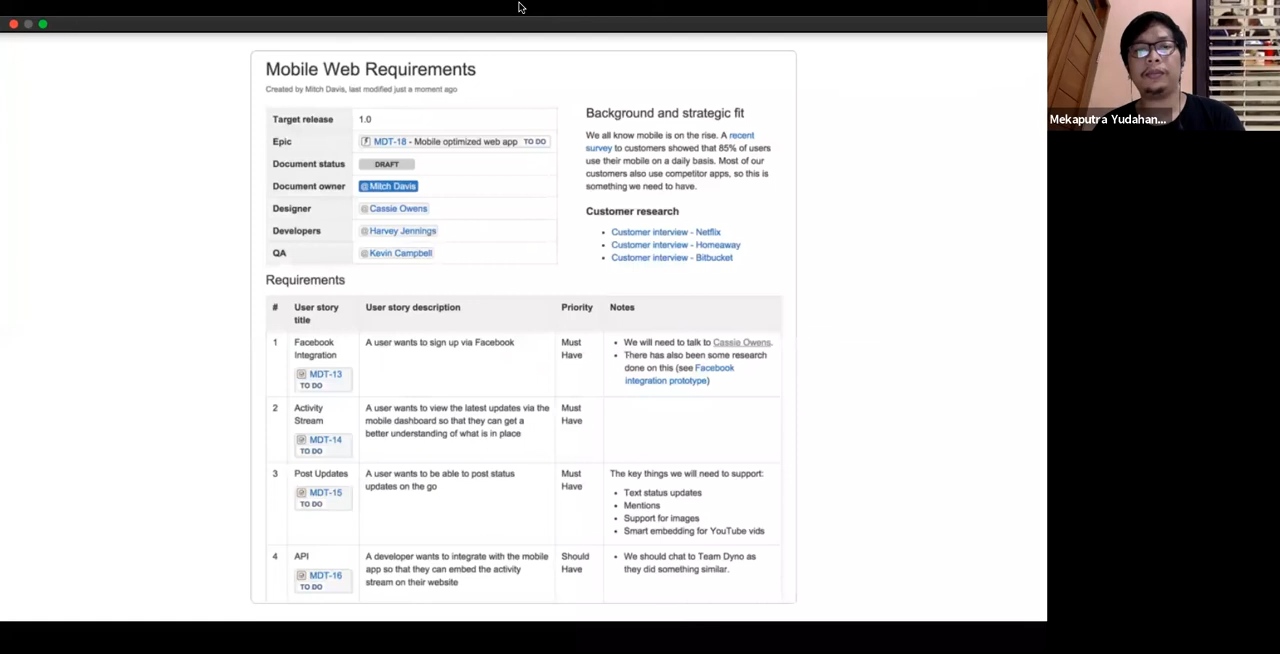 Mobile Web Requirements
Created by Mitch Davis, last modified just a moment ago
Target release 1.0
Epic MDT-18 - Mobile optimized web app TO DO
Document status DRAFT
Document owner @Mitch Davis
Designer @Cassie Owens
Developers @Harvey Jennings
QA @Kevin Campbell
Background and strategic fit
We all know mobile is on the rise. A recent
survey to customers showed that 85% of users
use their mobile on a daily basis. Most of our
customers also use competitor apps, so this is
something we need to have.
Customer research
• Customer interview - Netflix
• Customer interview - Homeaway
• Customer interview - Bitbucket
Requirements
# User story title User story description Priority Notes
1 Facebook Integration
MDT-13
TO DO
A user wants to sign up via Facebook
Must Have
• We will need to talk to Cassie Owens.
• There has also been some research
done on this (see Facebook
integration prototype)
2 Activity Stream
MDT-14
TO DO
A user wants to view the latest updates via the
mobile dashboard so that they can get a
better understanding of what is in place
Must Have
3 Post Updates
MDT-15
TO DO
A user wants to be able to post status
updates on the go
Must Have
The key things we will need to support:
• Text status updates
• Mentions
• Support for images
• Smart embedding for YouTube vids
4 API
MDT-16
TO DO
A developer wants to integrate with the mobile
app so that they can embed the activity
stream on their website
Should Have
• We should chat to Team Dyno as
they did something similar.
Mekaputra Yudahan...